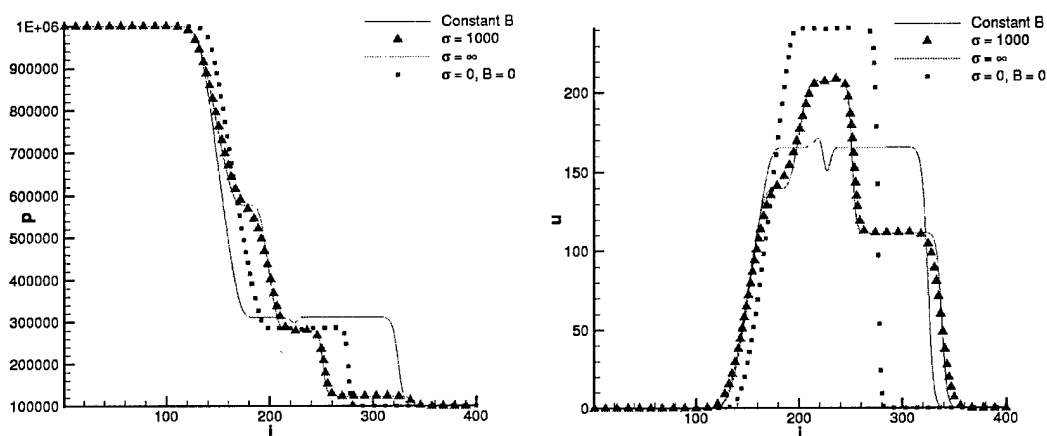 1E+06
900000
800000
700000
600000
500000
400000
300000
200000
100000
p
100
200
300
400
i
Constant B
σ = 1000
σ = ∞
σ = 0, B = 0
200
150
100
50
0
u
100
200
300
400
i
Constant B
σ = 1000
σ = ∞
σ = 0, B = 0